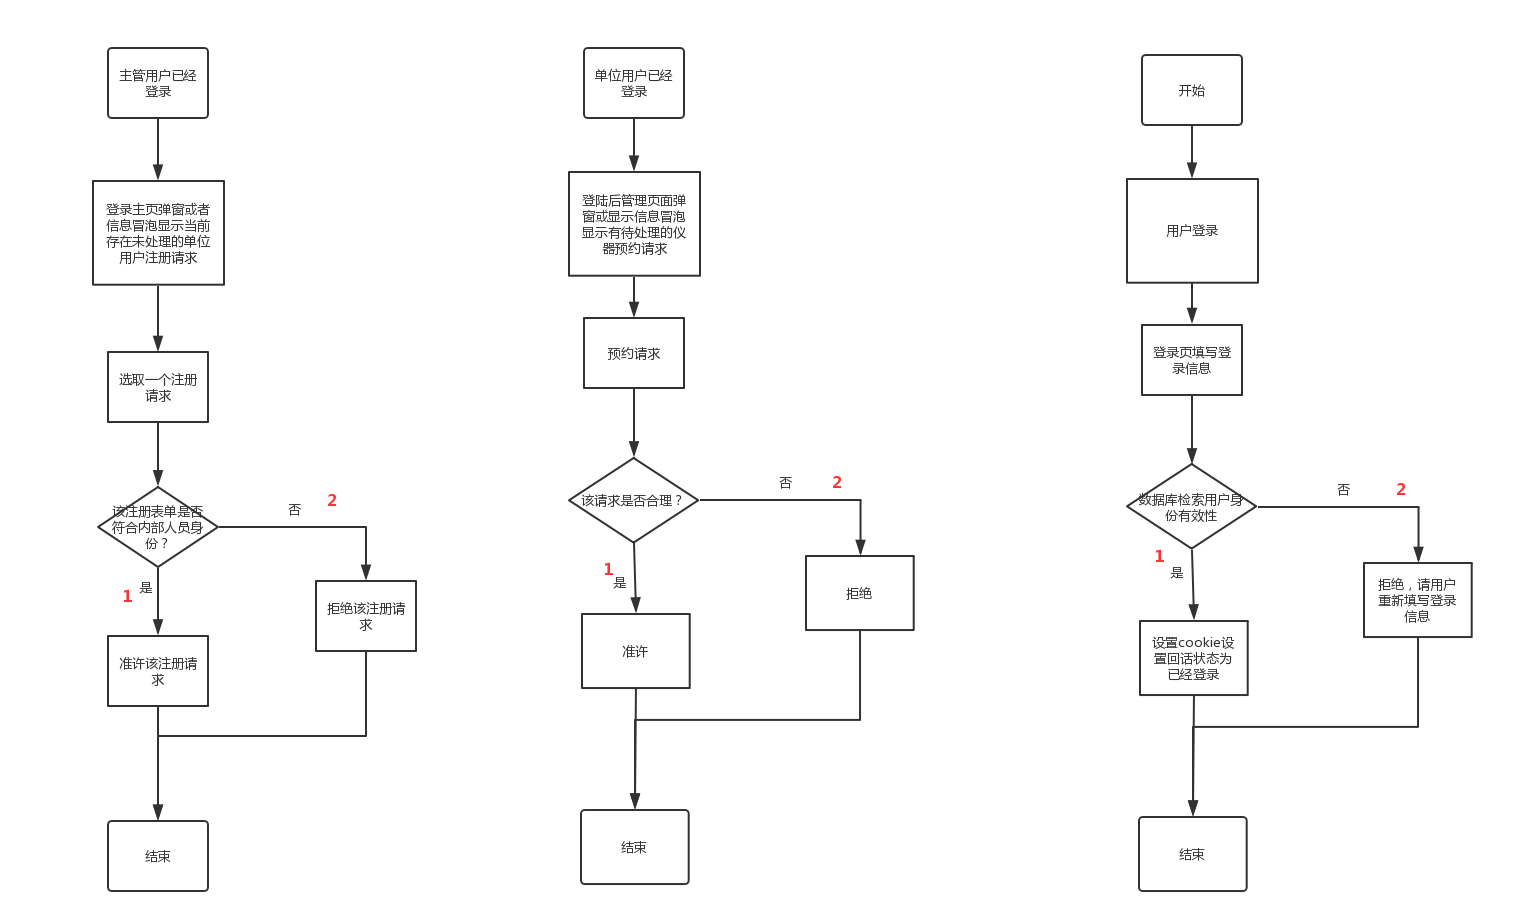 主管用户已经
登录
登录主页弹窗或者
信息冒泡显示当前
存在未处理的单位
用户注册请求
选取一个注册
请求
该注册表单是否
符合内部人员身
份？
否
2
是
1
拒绝该注册请
求
准许该注册请
求
结束
单位用户已经
登录
登陆后管理页面弹
窗或显示信息冒泡
显示有待处理的仪
器预约请求
预约请求
该请求是否合理？
否
2
1
是
拒绝
准许
结束
开始
用户登录
登录页填写登
录信息
数据库检索用户身
份有效性
否
2
1
是
拒绝，请用户
重新填写登录
信息
设置cookie设
置回话状态为
已经登录
结束